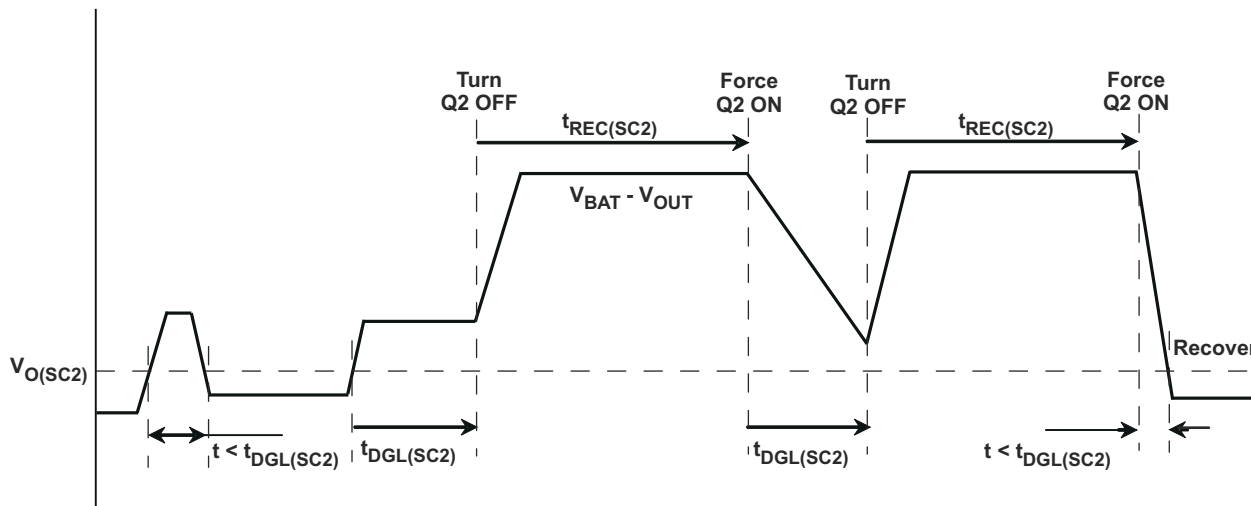 Turn
Q2 OFF
Force
Q2 ON
Turn
Q2 OFF
Force
Q2 ON
tREC(SC2)
tREC(SC2)
VBAT - VOUT
VO(SC2)
Recover
t < tDGL(SC2)
tDGL(SC2)
tDGL(SC2)
t < tDGL(SC2)